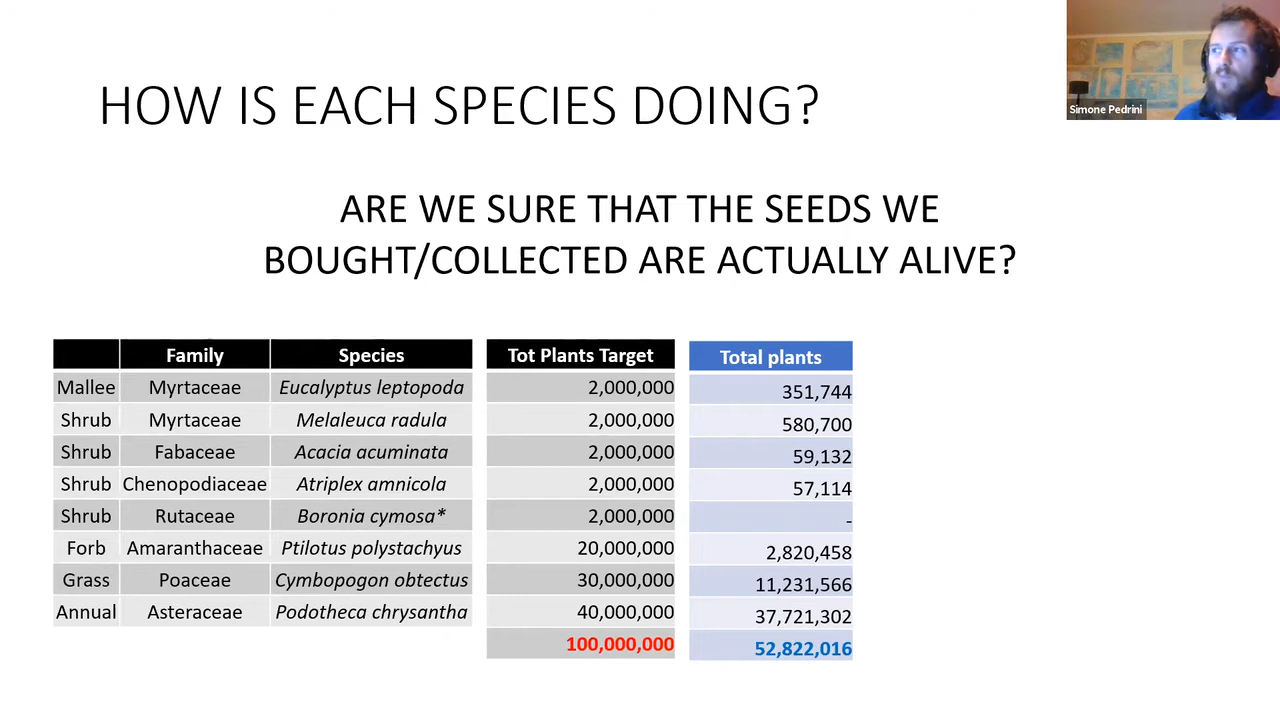 Simone Pedrini
HOW IS EACH SPECIES DOING?
ARE WE SURE THAT THE SEEDS WE
BOUGHT/COLLECTED ARE ACTUALLY ALIVE?
Family Species Tot Plants Target Total plants
Mallee Myrtaceae Eucalyptus leptopoda 2,000,000 351,744
Shrub Myrtaceae Melaleuca radula 2,000,000 580,700
Shrub Fabaceae Acacia acuminata 2,000,000 59,132
Shrub Chenopodiaceae Atriplex amnicola 2,000,000 57,114
Shrub Rutaceae Boronia cymosa* 2,000,000 -
Forb Amaranthaceae Ptilotus polystachyus 20,000,000 2,820,458
Grass Poaceae Cymbopogon obtectus 30,000,000 11,231,566
Annual Asteraceae Podotheca chrysantha 40,000,000 37,721,302
100,000,000 52,822,016